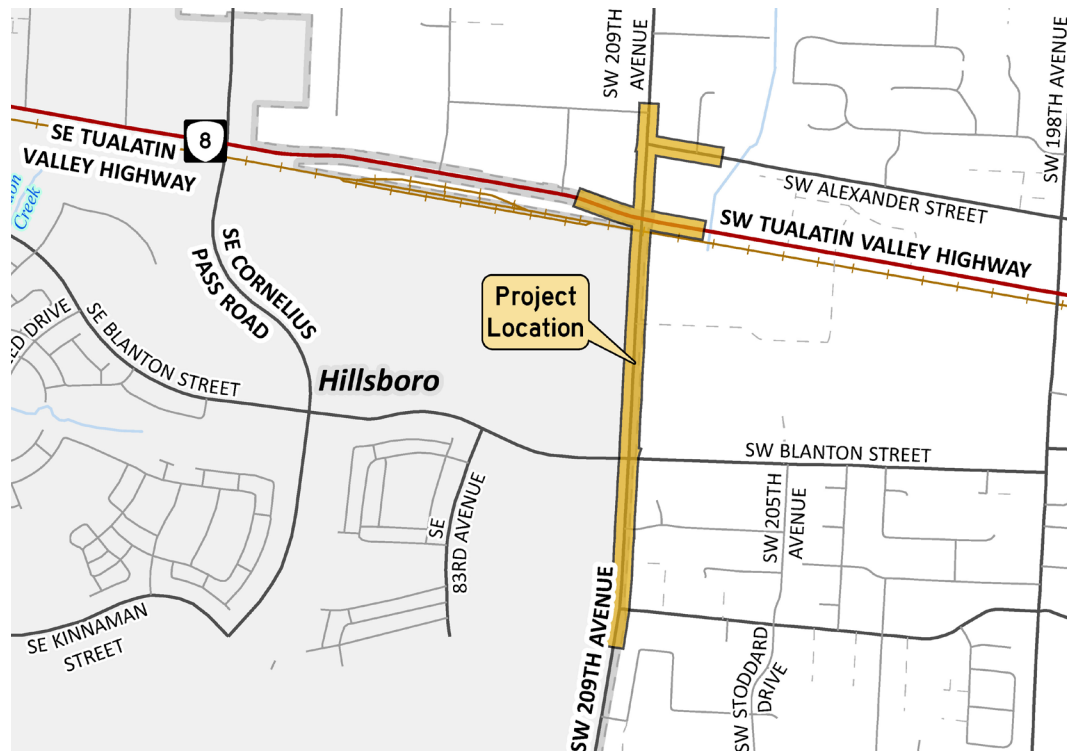 SW 209TH
AVENUE
SW 198TH AVENUE
SE TUALATIN
VALLEY HIGHWAY
8
Creek
SW ALEXANDER STREET
SW TUALATIN VALLEY HIGHWAY
SE CORNELIUS
PASS ROAD
Project
Location
SE BLANTON STREET
DRIVE
Hillsboro
SW BLANTON STREET
SE
83RD AVENUE
SW 205TH
AVENUE
SE KINNAMAN
STREET
SW 209TH AVENUE
SW STODDARD
DRIVE